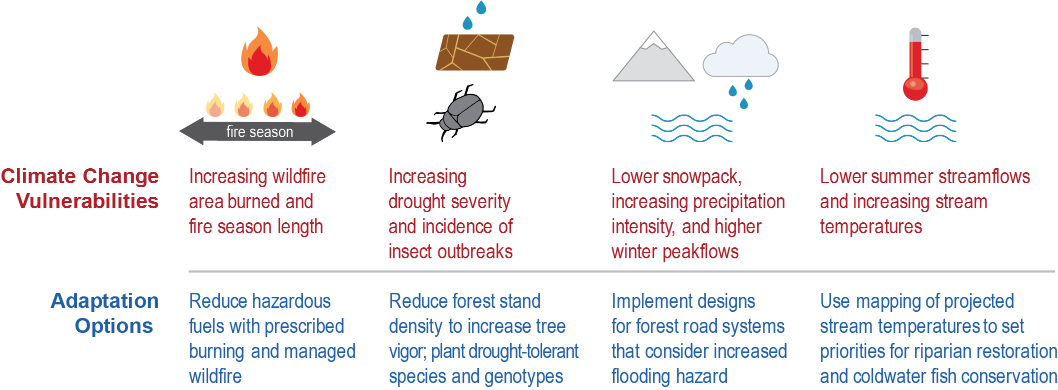 fire season
Climate Change
Vulnerabilities
Increasing wildfire
area burned and
fire season length
Increasing
drought severity
and incidence of
insect outbreaks
Lower snowpack,
increasing precipitation
intensity, and higher
winter peakflows
Lower summer streamflows
and increasing stream
temperatures
Adaptation
Options
Reduce hazardous
fuels with prescribed
burning and managed
wildfire
Reduce forest stand
density to increase tree
vigor; plant drought-tolerant
species and genotypes
Implement designs
for forest road systems
that consider increased
flooding hazard
Use mapping of projected
stream temperatures to set
priorities for riparian restoration
and coldwater fish conservation